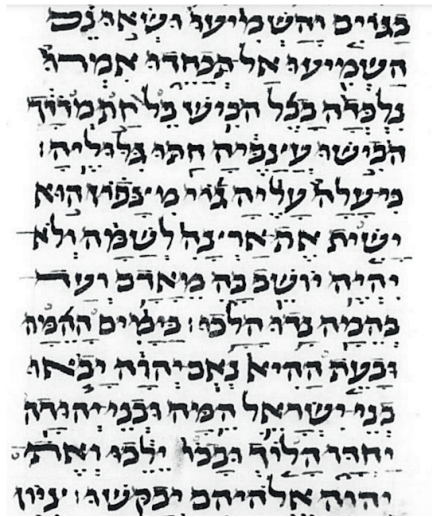 בגוים והשמיעו ושאו נס
השמיעו אל תכחדו אמרו
נלכדה בבל הביש בל חת מרדך
הבישו עצביה חתו גלוליה׃
כי עלה עליה גוי מצפון הוא
ישית את ארצה לשמה ולא
יהיה יושב בה מאדם ועד
בהמה נדו הלכו׃ בימים ההמה
ובעת ההיא נאם יהוה יבאו
בני ישראל המה ובני יהודה
יחדו הלוך ובכו ילכו ואת
יהוה אלהיהם יבקשו׃ ציון